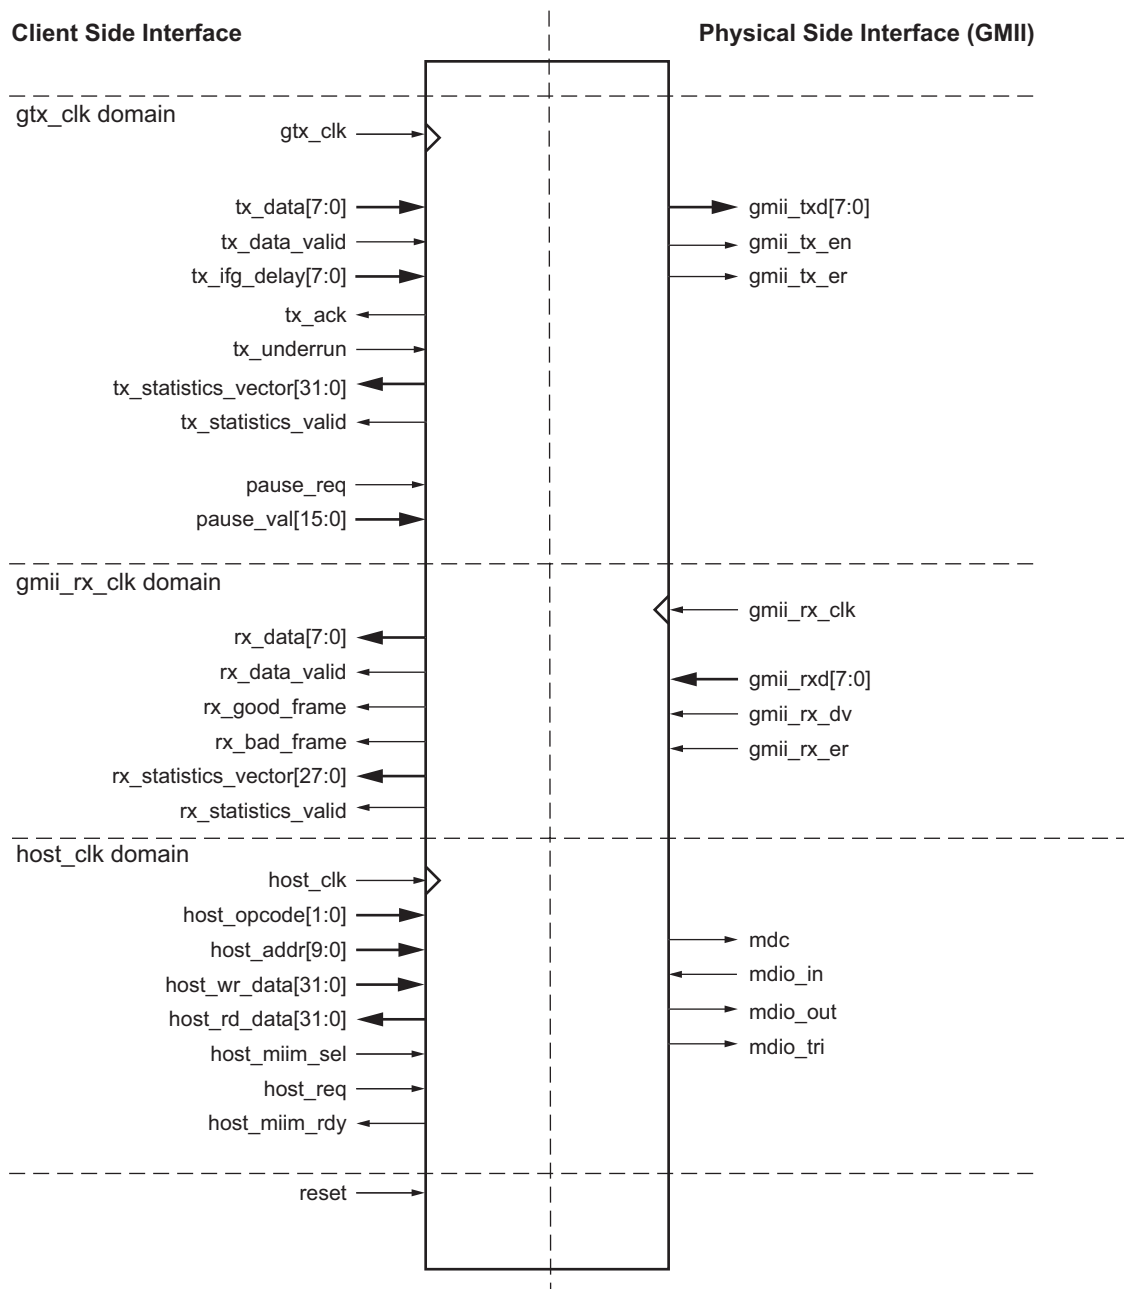 Client Side Interface
Physical Side Interface (GMII)
gtx_clk domain
gtx_clk
tx_data[7:0]
gmii_txd[7:0]
tx_data_valid
gmii_tx_en
tx_ifg_delay[7:0]
gmii_tx_er
tx_ack
tx_underrun
tx_statistics_vector[31:0]
tx_statistics_valid
pause_req
pause_val[15:0]
gmii_rx_clk domain
gmii_rx_clk
rx_data[7:0]
rx_data_valid
gmii_rxd[7:0]
rx_good_frame
gmii_rx_dv
rx_bad_frame
gmii_rx_er
rx_statistics_vector[27:0]
rx_statistics_valid
host_clk domain
host_clk
host_opcode[1:0]
mdc
host_addr[9:0]
mdio_in
host_wr_data[31:0]
mdio_out
host_rd_data[31:0]
mdio_tri
host_miim_sel
host_req
host_miim_rdy
reset